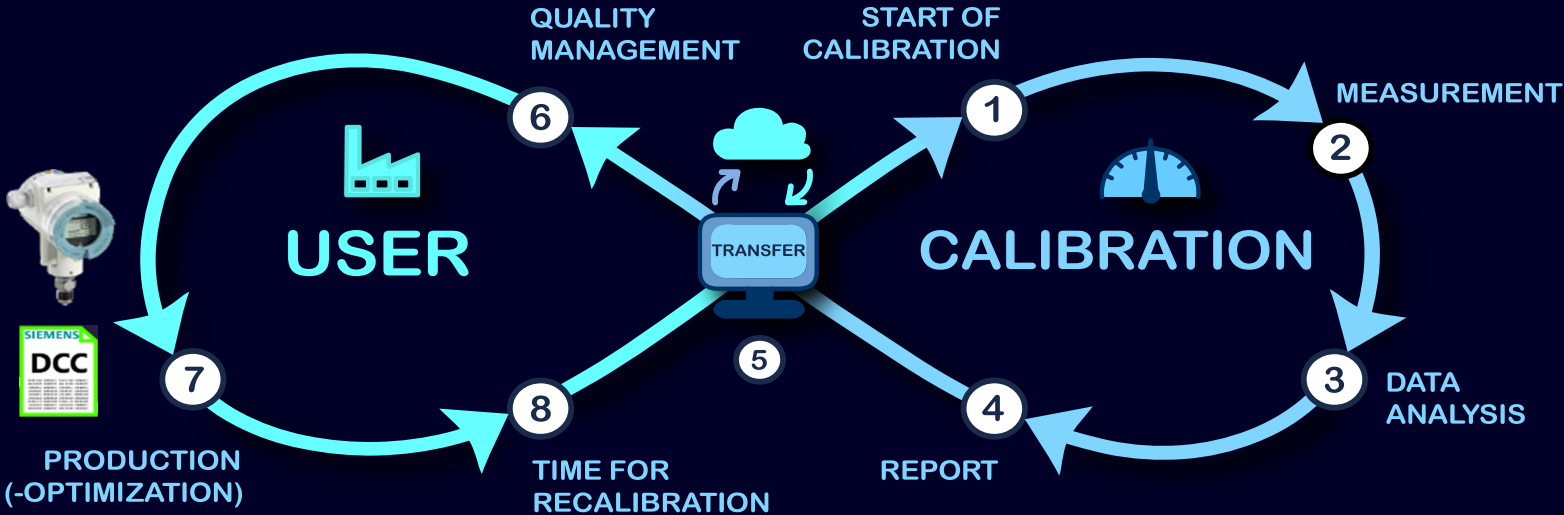 QUALITY
MANAGEMENT
6
START OF
CALIBRATION
1
MEASUREMENT
2
USER
TRANSFER
5
CALIBRATION
SIEMENS
DCC
7
PRODUCTION
(-OPTIMIZATION)
8
TIME FOR
RECALIBRATION
4
REPORT
3
DATA
ANALYSIS